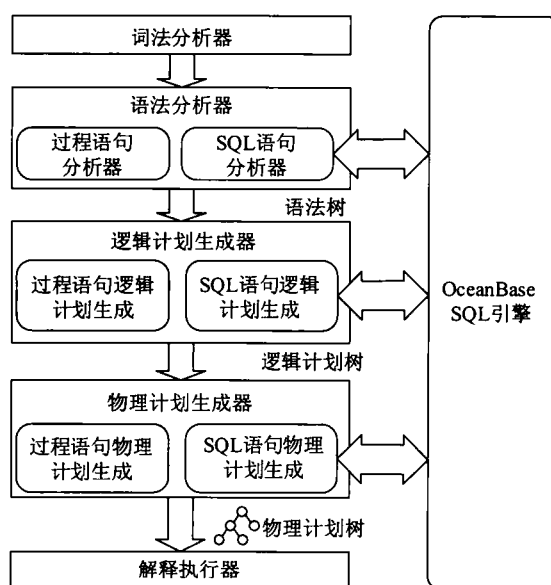 词法分析器
语法分析器
过程语句
分析器
SQL语句
分析器
语法树
逻辑计划生成器
过程语句逻辑
计划生成
SQL语句逻辑
计划生成
OceanBase
SQL引擎
逻辑计划树
物理计划生成器
过程语句物理
计划生成
SQL语句物理
计划生成
物理计划树
解释执行器